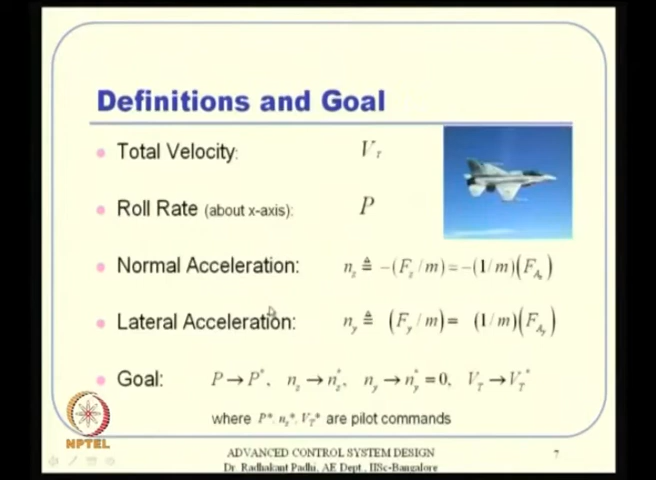 Definitions and Goal
Total Velocity: V_T
Roll Rate (about x-axis): P
Normal Acceleration: n_z ≜ -(F_z / m) = -(1/m)(F_{A_z})
Lateral Acceleration: n_y ≜ (F_y / m) = (1/m)(F_{A_y})
Goal: P → P*, n_z → n_z*, n_y → n_y* = 0, V_T → V_T*
where P*, n_z*, V_T* are pilot commands
NPTEL
ADVANCED CONTROL SYSTEM DESIGN 7
Dr. Radhakant Padhi, AE Dept., IISc-Bangalore